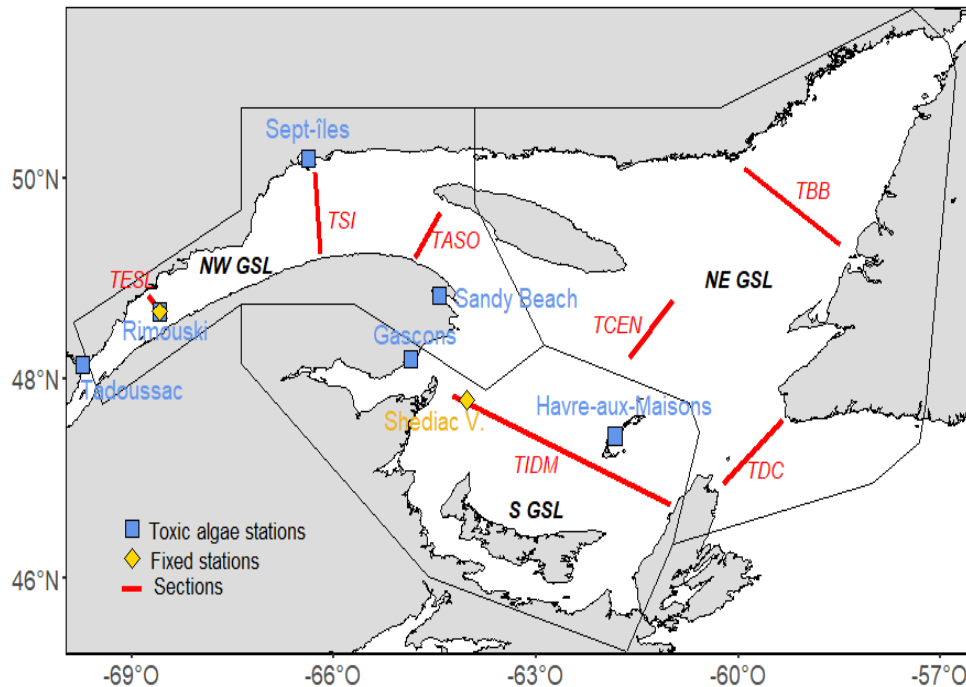 Sept-îles
50°N
TBB
TSI
TASO
NW GSL
NE GSL
TESL
Sandy Beach
Rimouski
TCEN
Gascons
48°N
Tadoussac
Havre-aux-Maisons
Shediac V.
TIDM
TDC
S GSL
Toxic algae stations
Fixed stations
Sections
46°N
-69°O
-66°O
-63°O
-60°O
-57°O